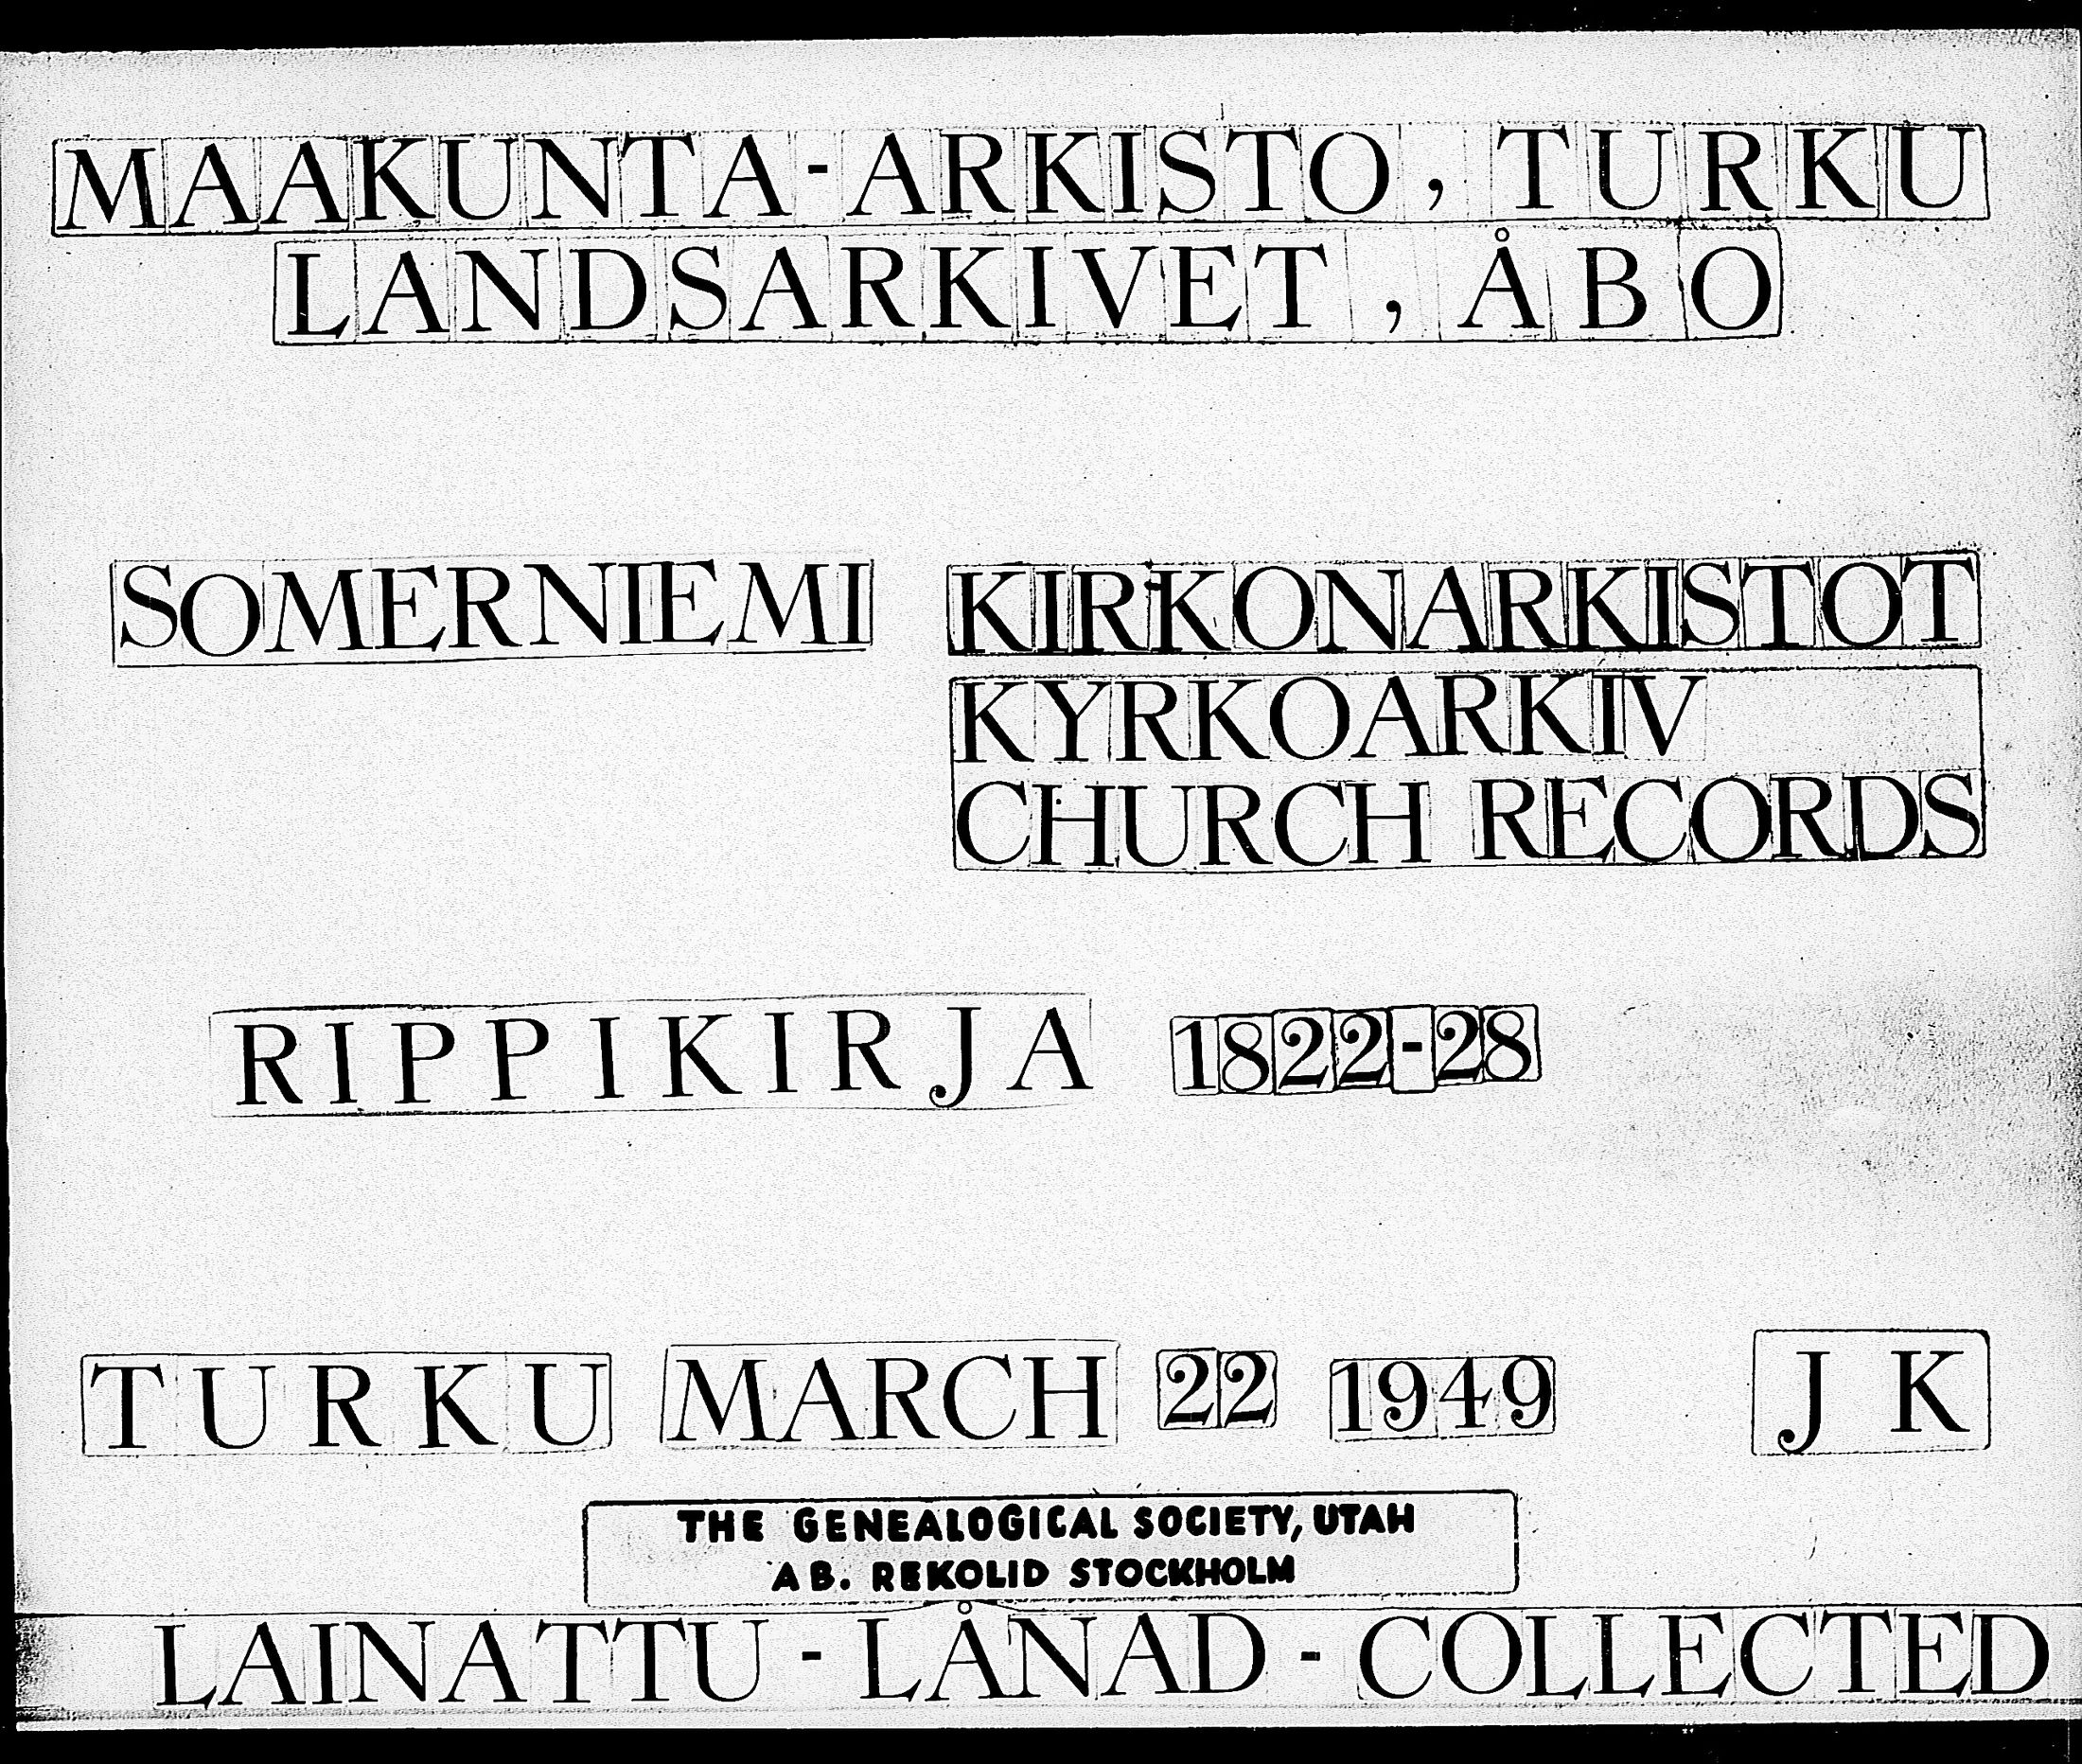 MAAKUNTA-ARKISTO, TURKU
LANDSARKIVET, ÅBO
SOMERNIEMI KIRKONARKISTOT
KYRKOARKIV
CHURCH RECORDS
RIPPIKIRJA 1822-28
TURKU MARCH 22 1949 JK
THE GENEALOGICAL SOCIETY, UTAH
AB. REKOLID STOCKHOLM
LAINATTU - LÅNAD - COLLECTED